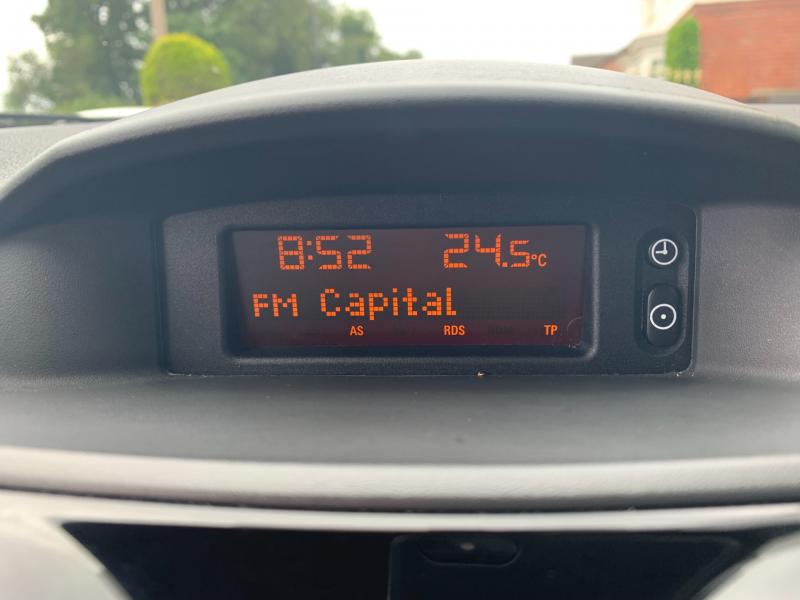 8:52 24.5°C
FM Capital
AS RDS TP